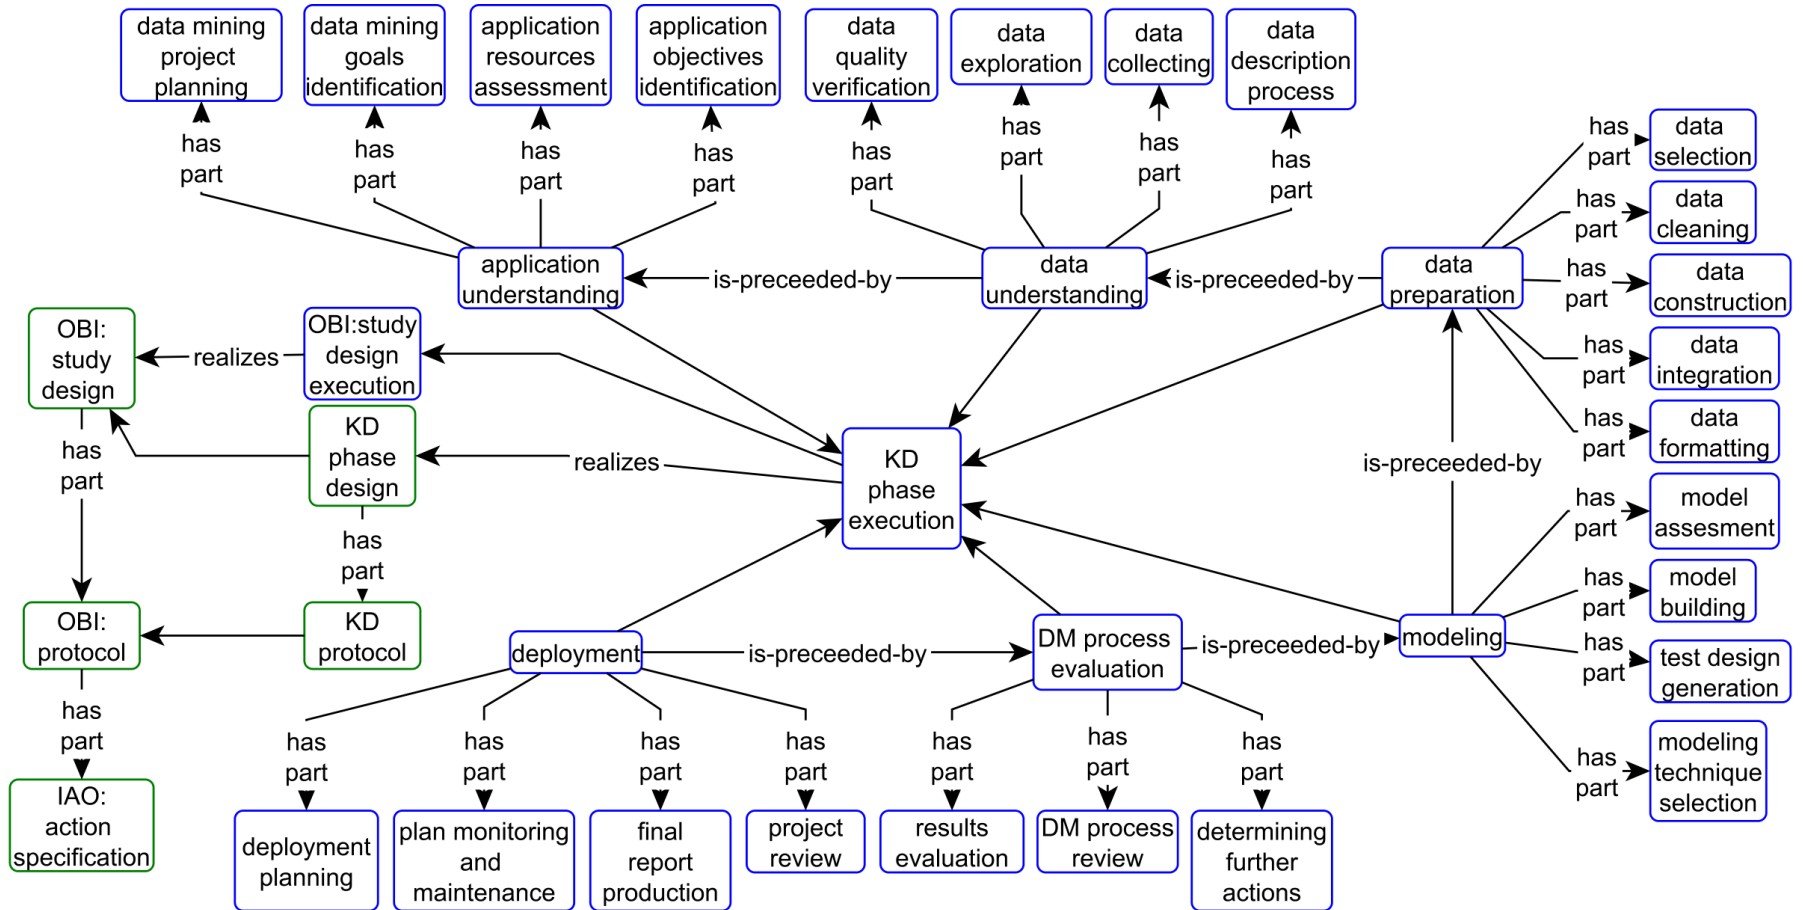 data mining
project
planning
data mining
goals
identification
application
resources
assessment
application
objectives
identification
data
quality
verification
data
exploration
data
collecting
data
description
process
has
part
has
part
has
part
has
part
has
part
has
part
has
part
has
part
has
part
data
selection
has
part
data
cleaning
application
understanding
is-preceeded-by
data
understanding
is-preceeded-by
data
preparation
has
part
data
construction
OBI:
study
design
realizes
OBI:study
design
execution
has
part
data
integration
has
part
data
formatting
has
part
KD
phase
design
realizes
KD
phase
execution
is-preceeded-by
has
part
model
assesment
has
part
has
part
model
building
OBI:
protocol
KD
protocol
deployment
is-preceeded-by
DM process
evaluation
is-preceeded-by
modeling
has
part
test design
generation
has
part
has
part
has
part
has
part
has
part
has
part
has
part
has
part
has
part
modeling
technique
selection
IAO:
action
specification
deployment
planning
plan monitoring
and
maintenance
final
report
production
project
review
results
evaluation
DM process
review
determining
further
actions